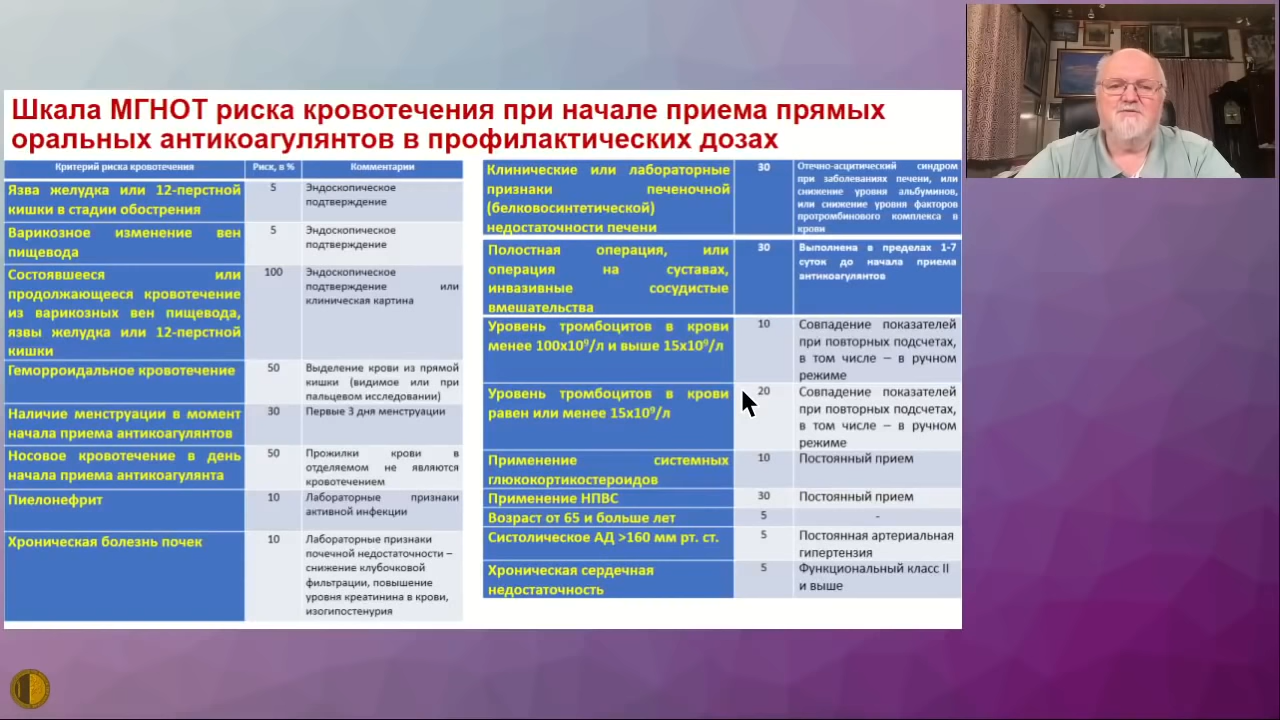 Шкала МГНОТ риска кровотечения при начале приема прямых
оральных антикоагулянтов в профилактических дозах
Критерий риска кровотечения Риск, в % Комментарии
Язва желудка или 12-перстной 5 Эндоскопическое
кишки в стадии обострения подтверждение
Варикозное изменение вен 5 Эндоскопическое
пищевода подтверждение
Состоявшееся или 100 Эндоскопическое
продолжающееся кровотечение подтверждение или
из варикозных вен пищевода, клиническая картина
язвы желудка или 12-перстной
кишки
Геморроидальное кровотечение 50 Выделение крови из прямой
кишки (видимое или при
пальцевом исследовании)
Наличие менструации в момент 30 Первые 3 дня менструации
начала приема антикоагулянтов
Носовое кровотечение в день 50 Прожилки крови в
начала приема антикоагулянта отделяемом не являются
кровотечением
Пиелонефрит 10 Лабораторные признаки
активной инфекции
Хроническая болезнь почек 10 Лабораторные признаки
почечной недостаточности –
снижение клубочковой
фильтрации, повышение
уровня креатинина в крови,
изогипостенурия
Клинические или лабораторные 30 Отечно-асцитический синдром
признаки печеночной при заболеваниях печени, или
(белковосинтетической) снижение уровня альбуминов,
недостаточности печени или снижение уровня факторов
протромбинового комплекса в
крови
Полостная операция, или 30 Выполнена в пределах 1-7
операция на суставах, суток до начала приема
инвазивные сосудистые антикоагулянтов
вмешательства
Уровень тромбоцитов в крови 10 Совпадение показателей
менее 100х10⁹/л и выше 15х10⁹/л при повторных подсчетах,
в том числе – в ручном
режиме
Уровень тромбоцитов в крови 20 Совпадение показателей
равен или менее 15х10⁹/л при повторных подсчетах,
в том числе – в ручном
режиме
Применение системных 10 Постоянный прием
глюкокортикостероидов
Применение НПВС 30 Постоянный прием
Возраст от 65 и больше лет 5 -
Систолическое АД >160 мм рт. ст. 5 Постоянная артериальная
гипертензия
Хроническая сердечная 5 Функциональный класс II
недостаточность и выше